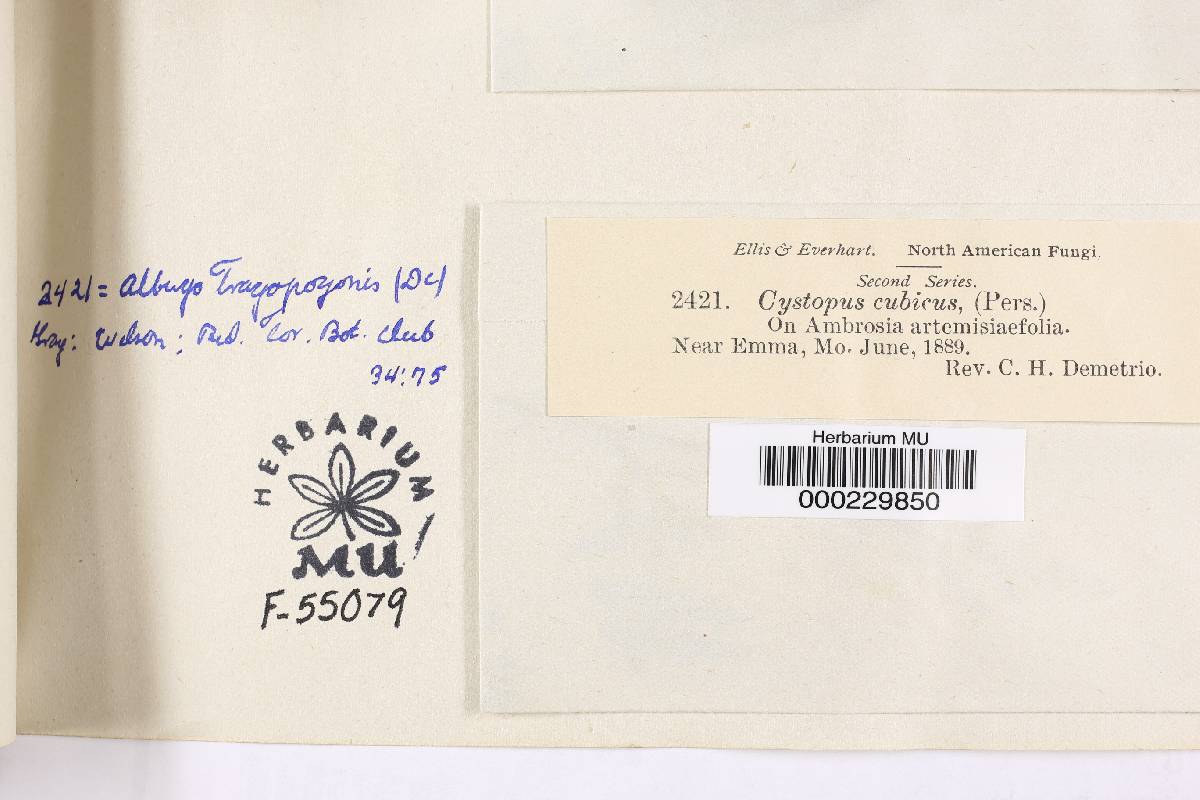 2421 = Albugo Tragopogonis (DC)
Gray: Wilson: Bul. Tor. Bot. Club
34:75
HERBARIUM
MU
F-55079
Ellis & Everhart. North American Fungi.
Second Series.
2421. Cystopus cubicus, (Pers.)
On Ambrosia artemisiaefolia.
Near Emma, Mo. June, 1889.
Rev. C. H. Demetrio.
Herbarium MU
000229850